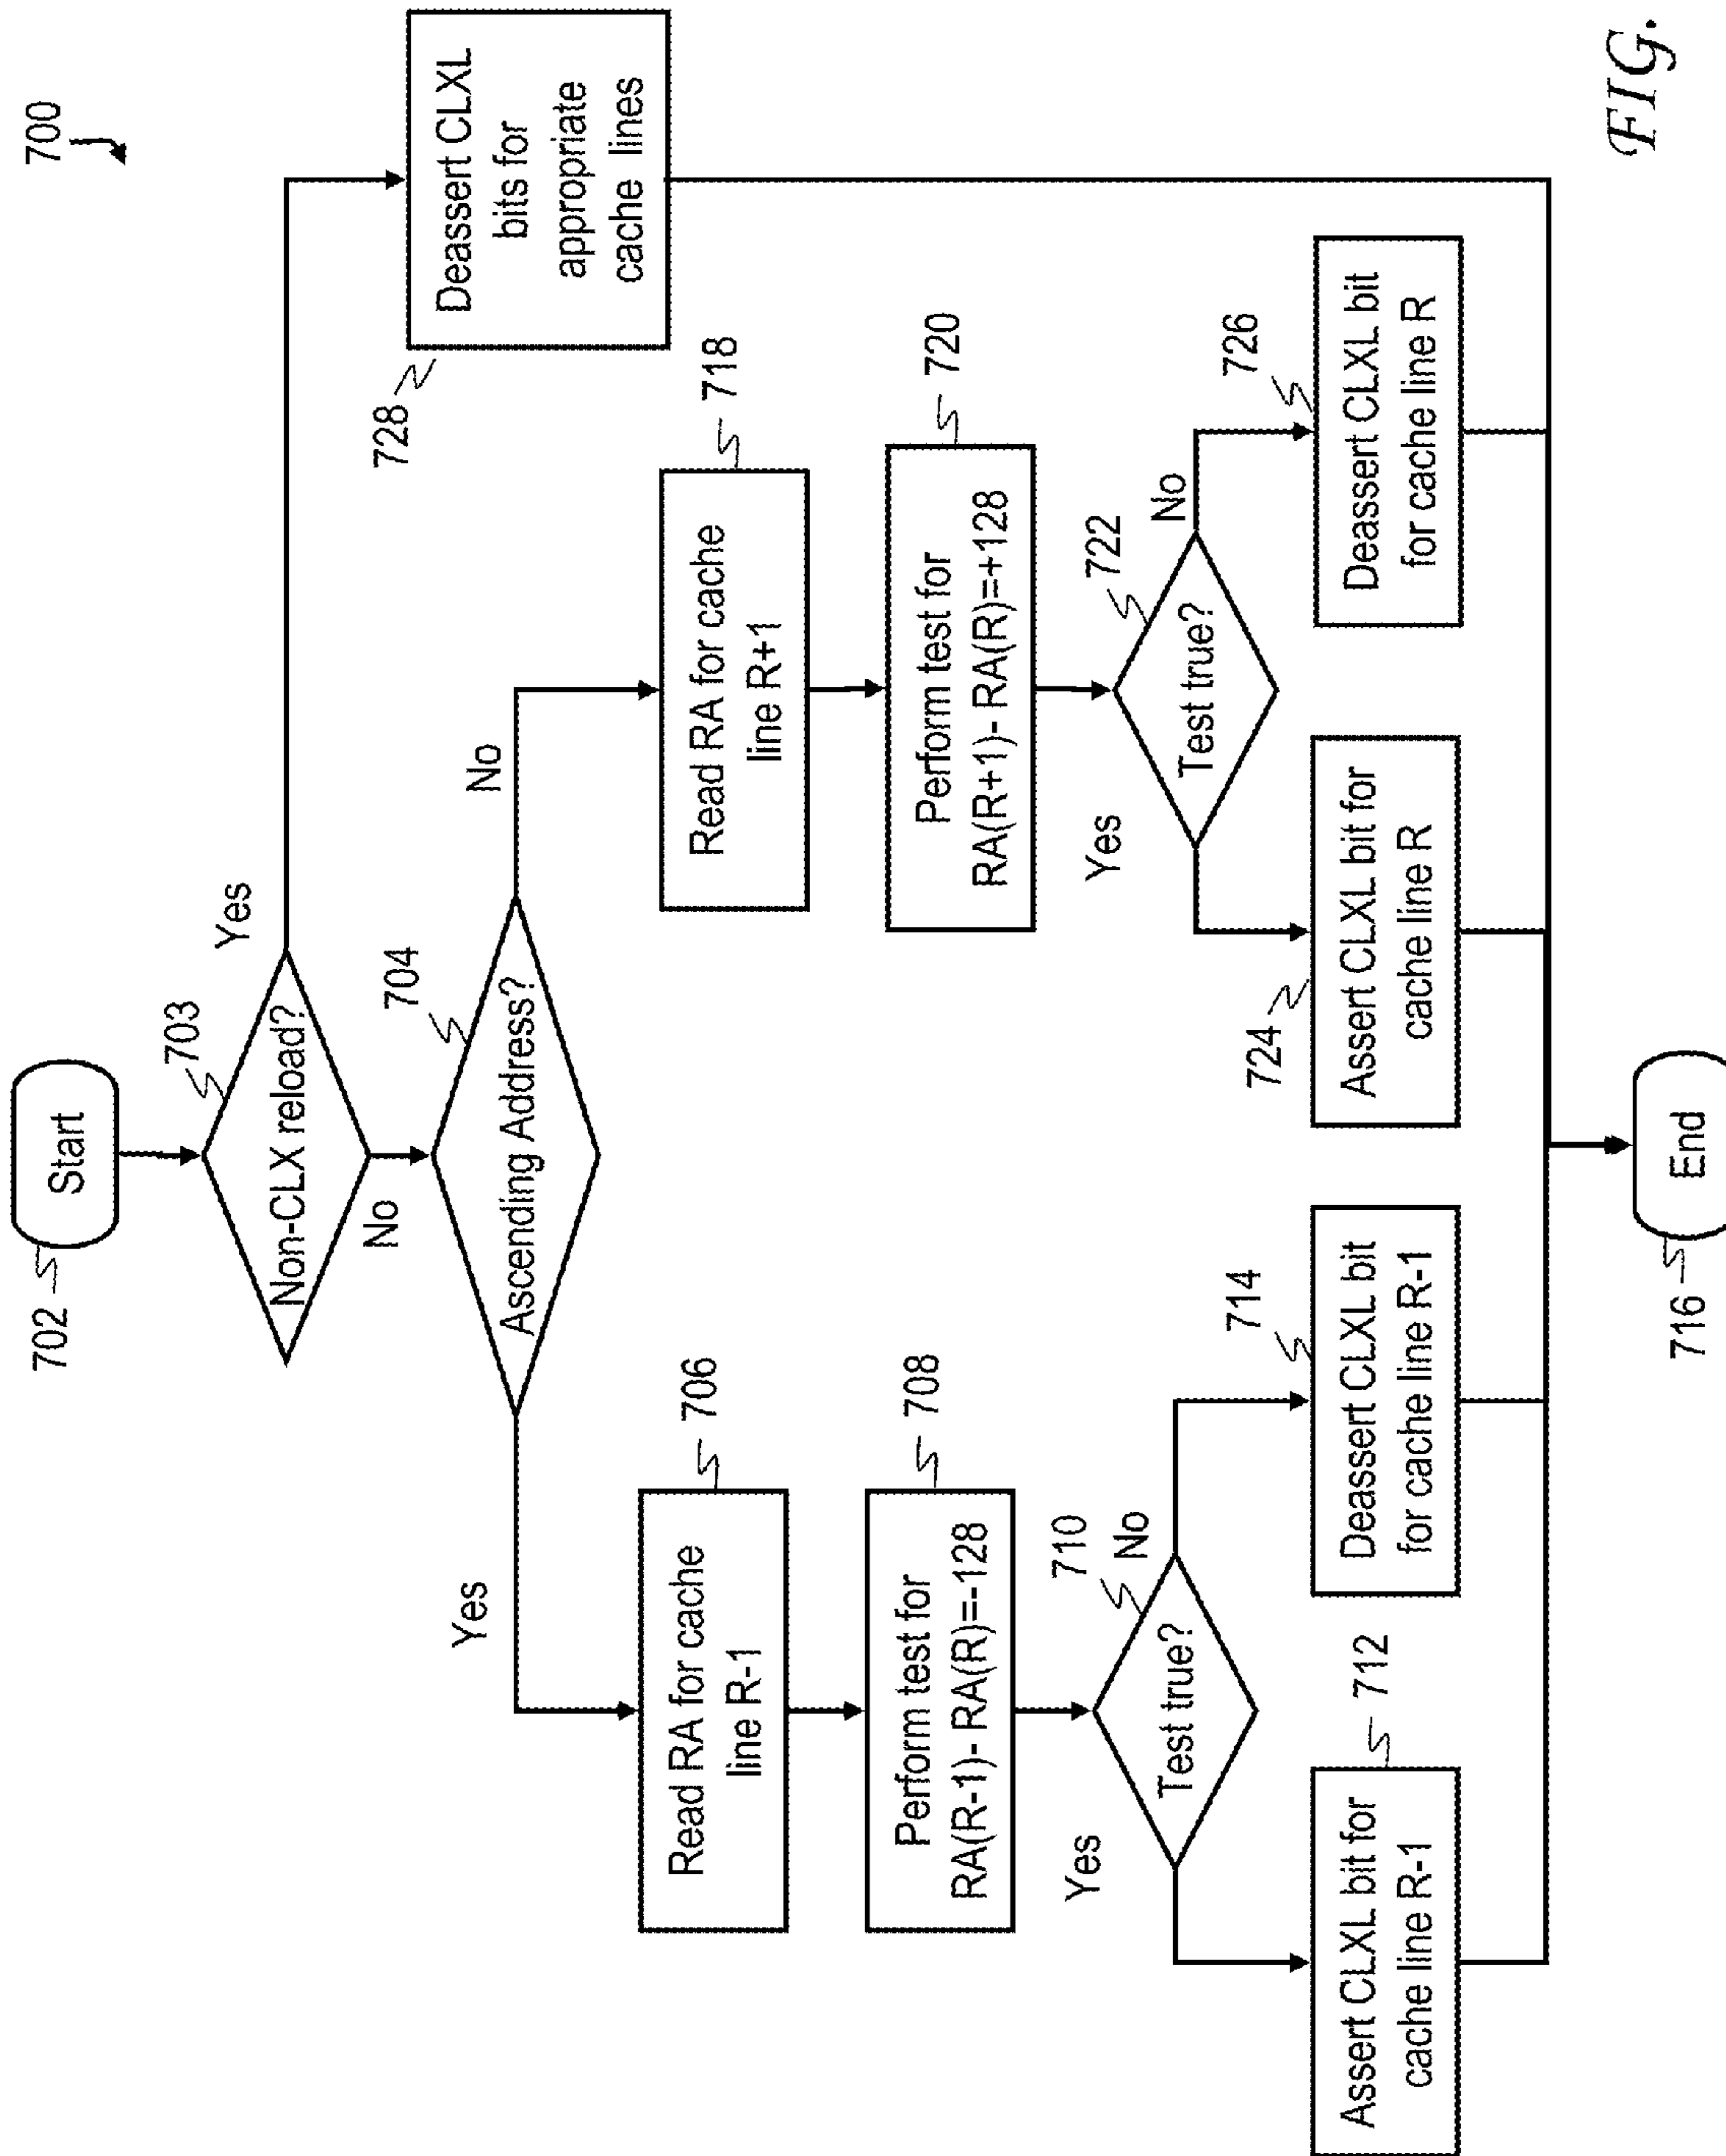 700
702
Start
703
Non-CLX reload?
Yes
No
704
Ascending Address?
Yes
No
728
Deassert CLXL
bits for
appropriate
cache lines
706
Read RA for cache
line R-1
718
Read RA for cache
line R+1
708
Perform test for
RA(R-1)- RA(R)=-128
720
Perform test for
RA(R+1)- RA(R)=+128
710
Test true?
Yes
No
722
Test true?
Yes
No
712
Assert CLXL bit for
cache line R-1
714
Deassert CLXL bit
for cache line R-1
724
Assert CLXL bit for
cache line R
726
Deassert CLXL bit
for cache line R
716
End
FIG.